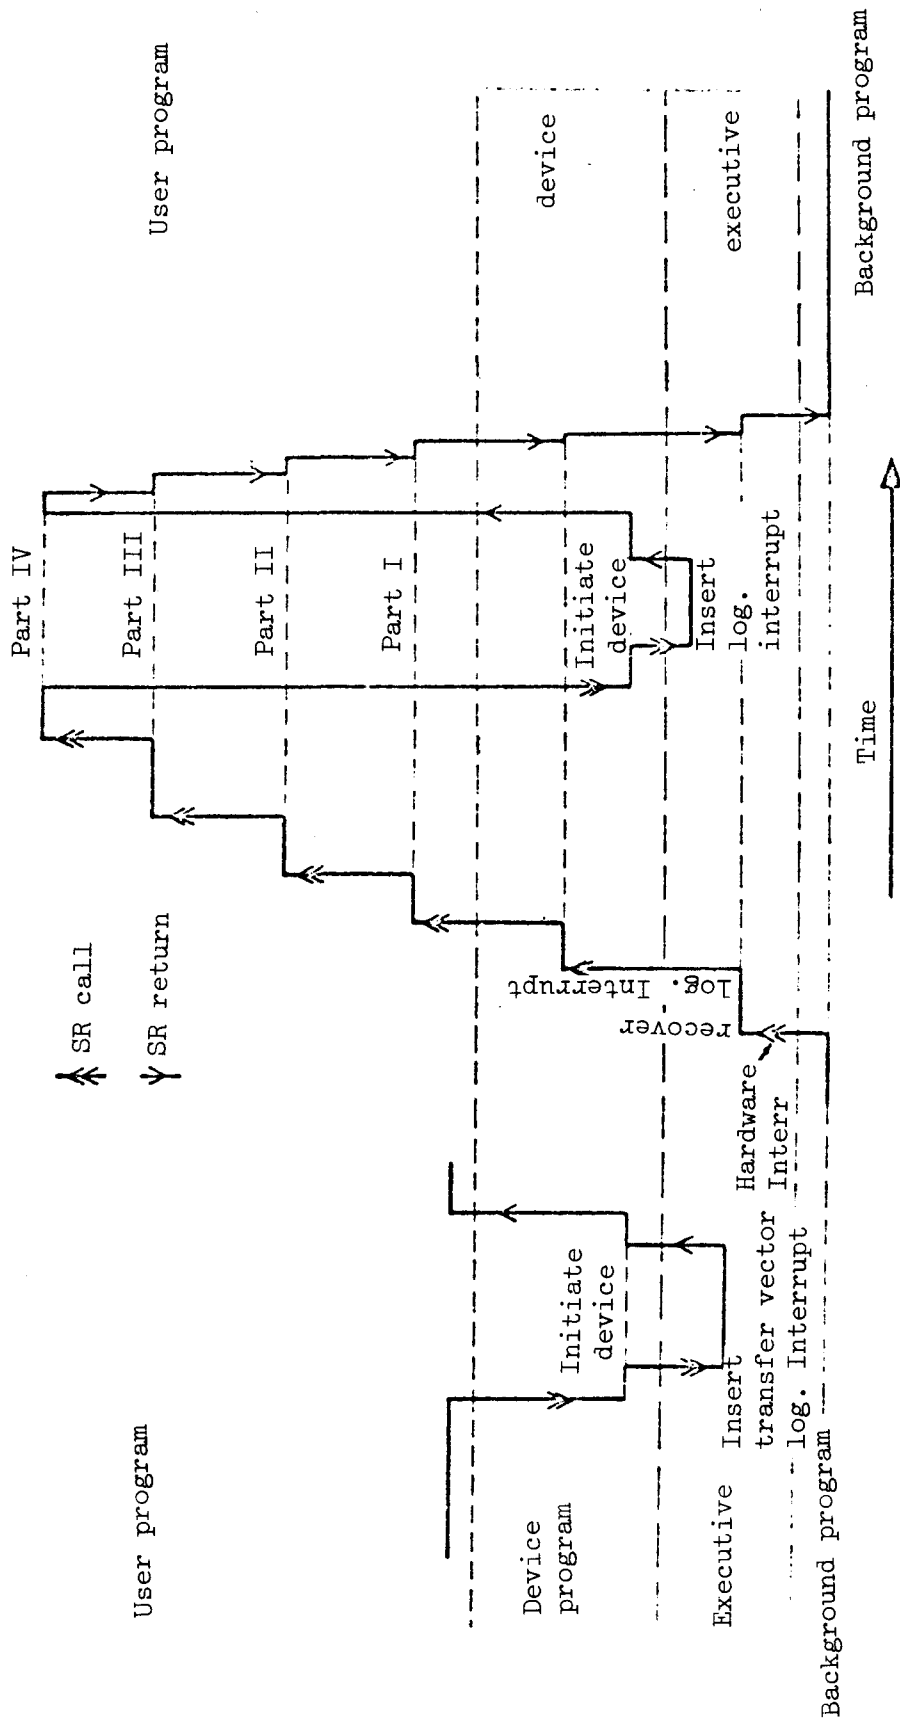 User program
User program
SR call
SR return
Part IV
Part III
Part II
Part I
Device
program
device
Initiate
device
Initiate
device
log. Interrupt
recover
Executive
executive
Insert
transfer vector
log. Interrupt
Hardware
Interr
Insert
log.
interrupt
Background program
Background program
Time